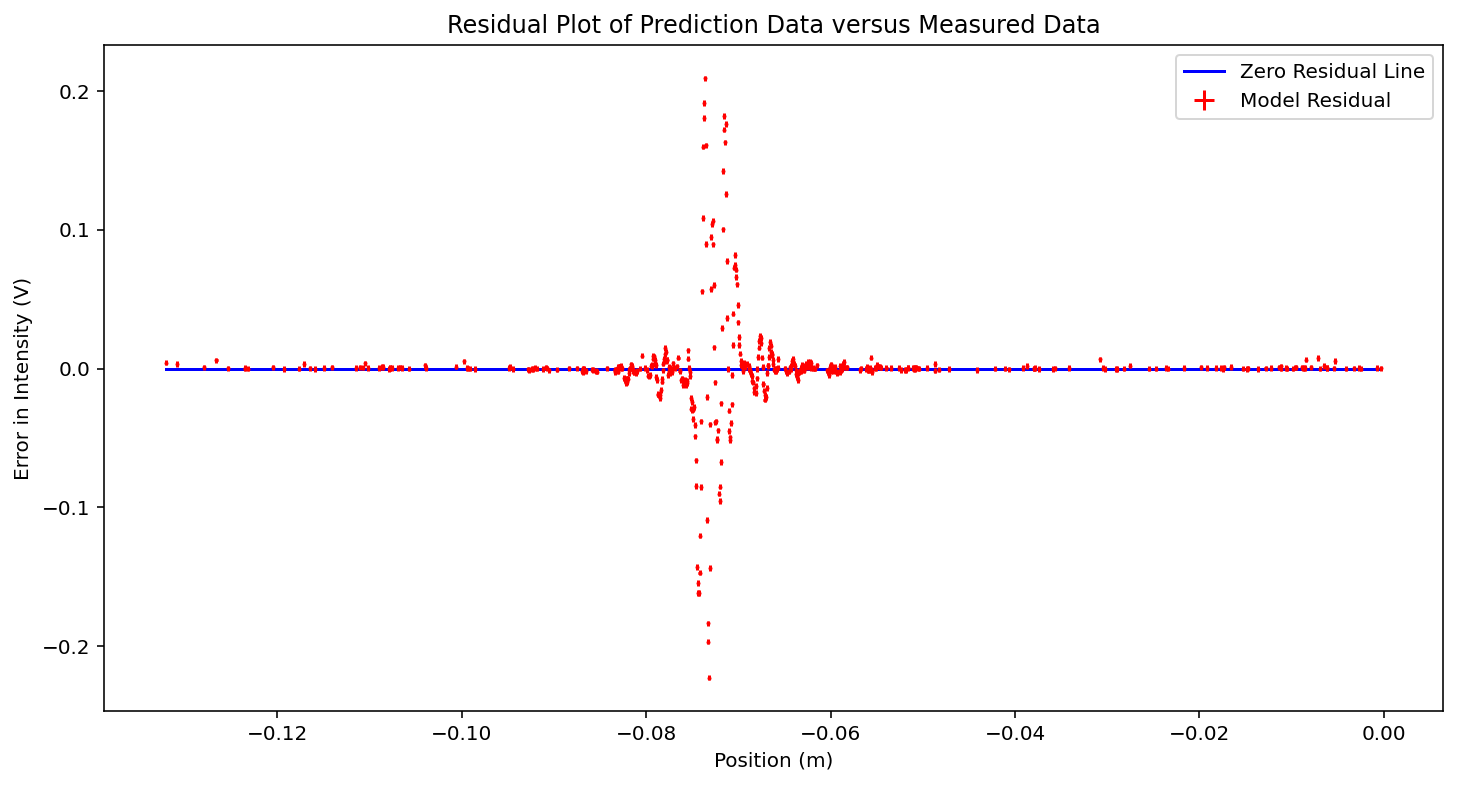 Residual Plot of Prediction Data versus Measured Data
Zero Residual Line
Model Residual
Error in Intensity (V)
0.2
0.1
0.0
−0.1
−0.2
−0.12
−0.10
−0.08
−0.06
−0.04
−0.02
0.00
Position (m)